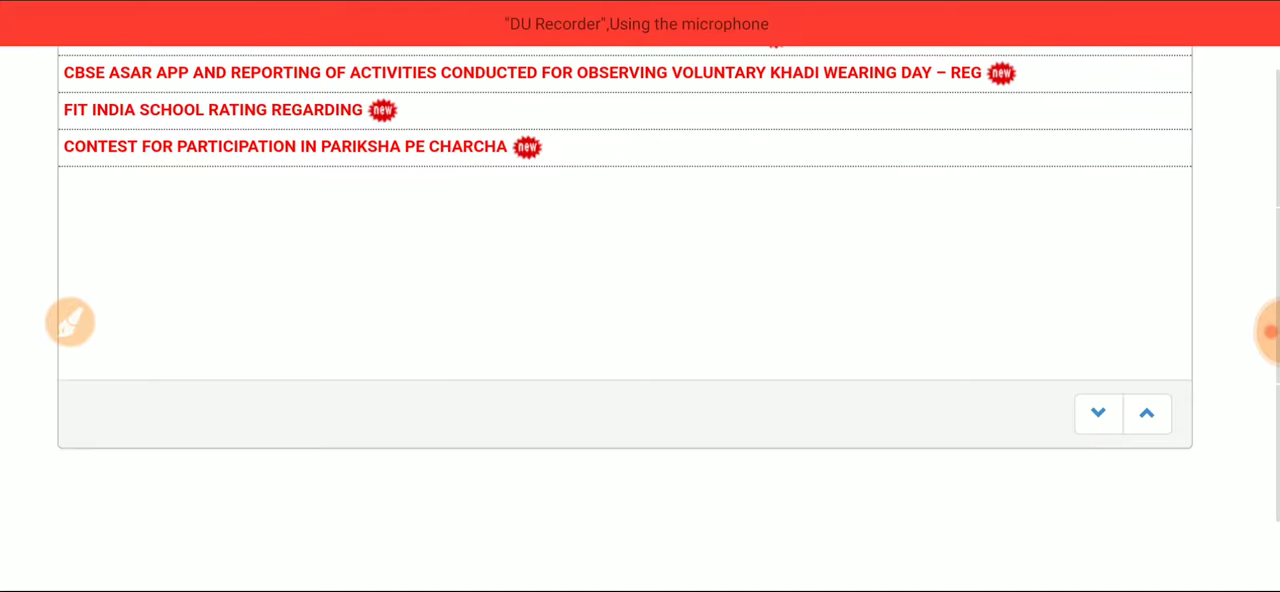 "DU Recorder",Using the microphone
CBSE ASAR APP AND REPORTING OF ACTIVITIES CONDUCTED FOR OBSERVING VOLUNTARY KHADI WEARING DAY – REG new
FIT INDIA SCHOOL RATING REGARDING new
CONTEST FOR PARTICIPATION IN PARIKSHA PE CHARCHA new